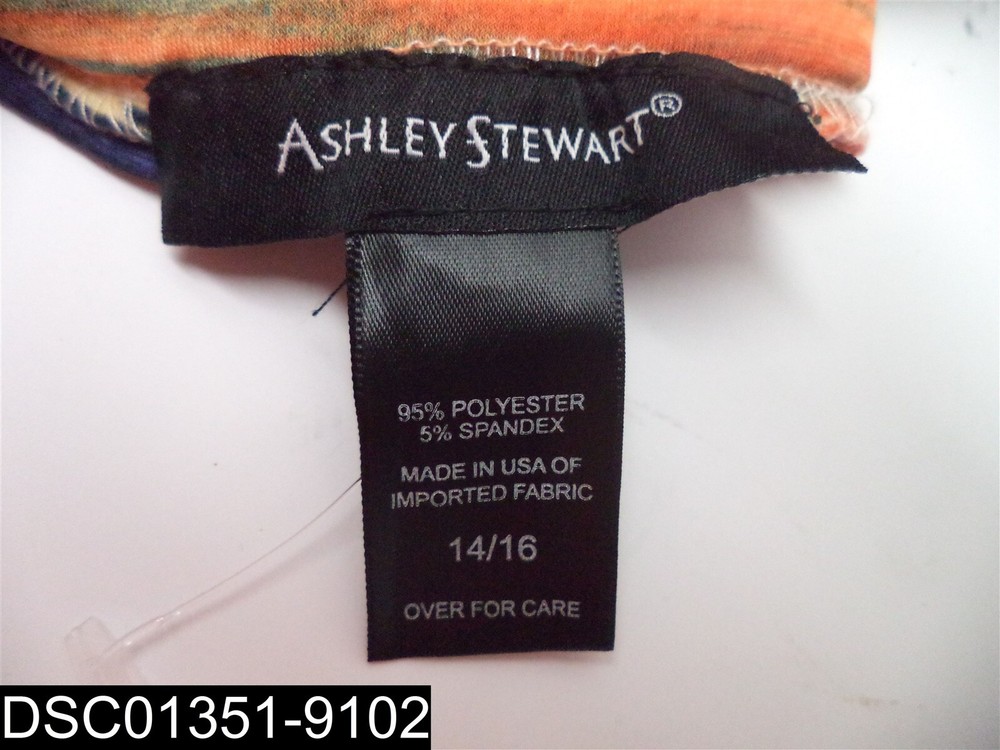 ASHLEY STEWART®
95% POLYESTER
5% SPANDEX
MADE IN USA OF
IMPORTED FABRIC
14/16
OVER FOR CARE
DSC01351-9102